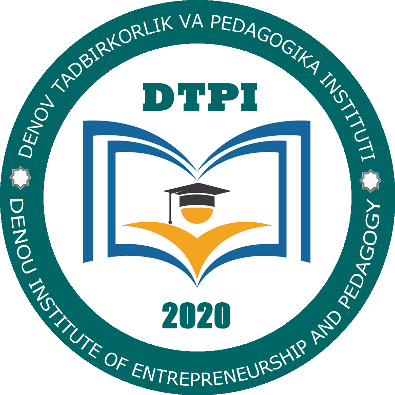 DENOV TADBIRKORLIK VA PEDAGOGIKA INSTITUTI
DTPI
2020
DENOU INSTITUTE OF ENTREPRENEURSHIP AND PEDAGOGY